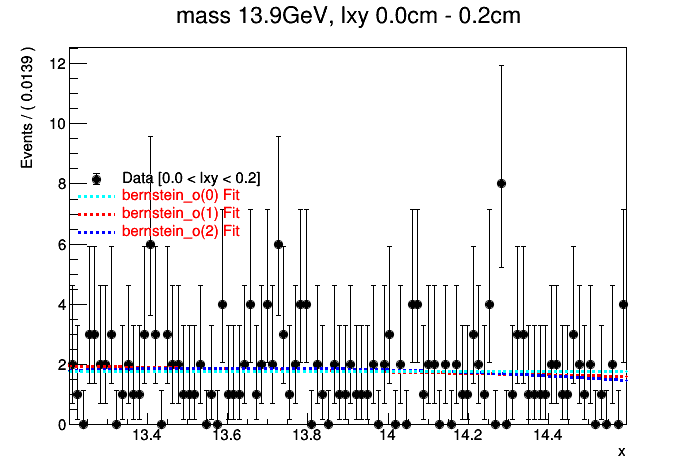 mass 13.9GeV, lxy 0.0cm - 0.2cm
Events / ( 0.0139 )
12
10
8
6
4
2
0
Data [0.0 < lxy < 0.2]
bernstein_o(0) Fit
bernstein_o(1) Fit
bernstein_o(2) Fit
13.4 13.6 13.8 14 14.2 14.4
x